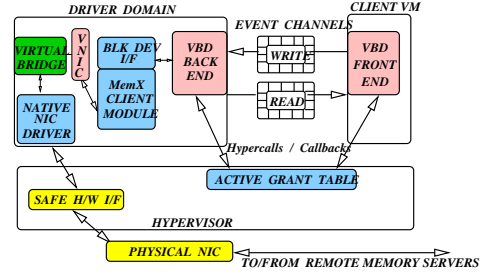 DRIVER DOMAIN
EVENT CHANNELS
CLIENT VM
VIRTUAL
BRIDGE
VNIC
BLK DEV
I/F
MemX
CLIENT
MODULE
VBD
BACK
END
WRITE
READ
VBD
FRONT
END
NATIVE
NIC
DRIVER
Hypercalls / Callbacks
ACTIVE GRANT TABLE
SAFE H/W I/F
HYPERVISOR
PHYSICAL NIC
TO/FROM REMOTE MEMORY SERVERS